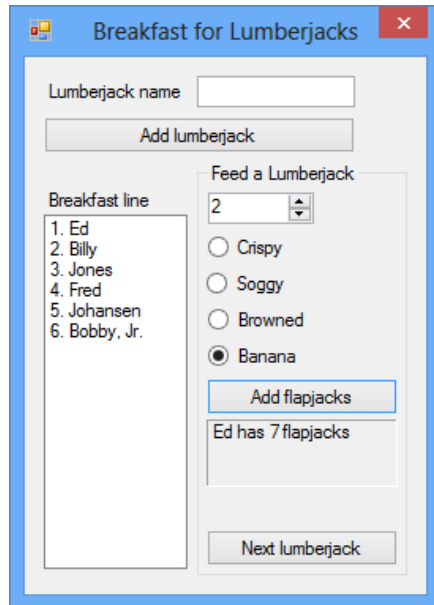 Breakfast for Lumberjacks
Lumberjack name
Add lumberjack
Breakfast line
1. Ed
2. Billy
3. Jones
4. Fred
5. Johansen
6. Bobby, Jr.
Feed a Lumberjack
2
Crispy
Soggy
Browned
Banana
Add flapjacks
Ed has 7 flapjacks
Next lumberjack